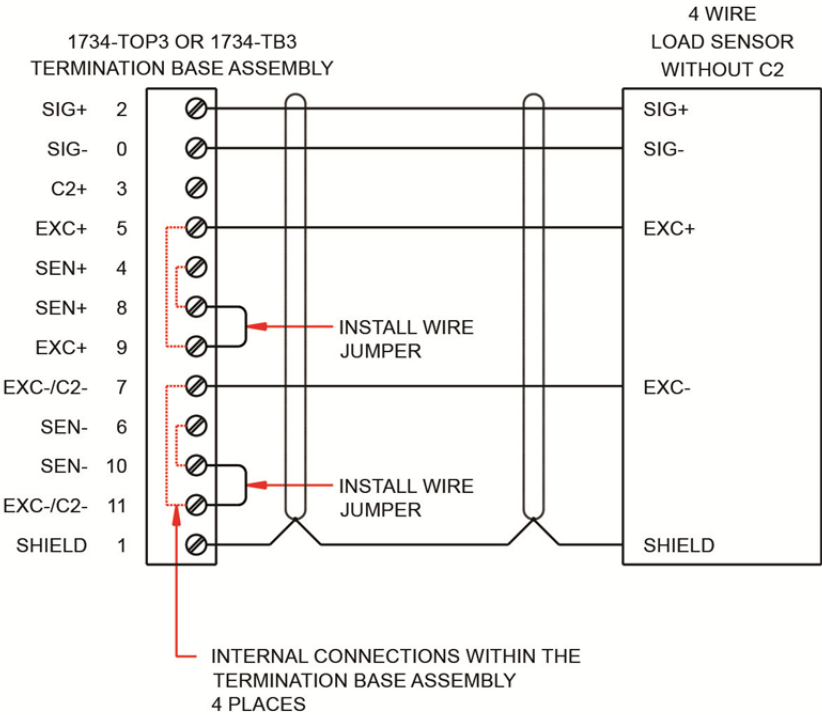 4 WIRE
LOAD SENSOR
WITHOUT C2
1734-TOP3 OR 1734-TB3
TERMINATION BASE ASSEMBLY
SIG+ 2
SIG- 0
C2+ 3
EXC+ 5
SEN+ 4
SEN+ 8
EXC+ 9
EXC-/C2- 7
SEN- 6
SEN- 10
EXC-/C2- 11
SHIELD 1
INSTALL WIRE
JUMPER
INSTALL WIRE
JUMPER
SIG+
SIG-
EXC+
EXC-
SHIELD
INTERNAL CONNECTIONS WITHIN THE
TERMINATION BASE ASSEMBLY
4 PLACES